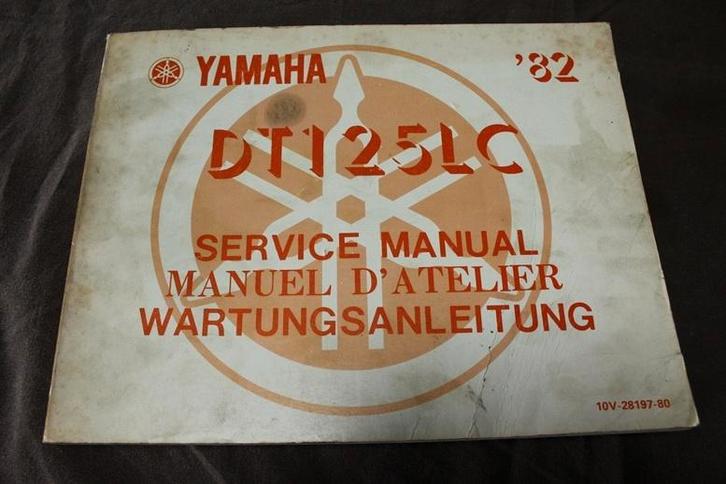 YAMAHA '82
DT125LC
SERVICE MANUAL
MANUEL D'ATELIER
WARTUNGSANLEITUNG
10V-28197-80